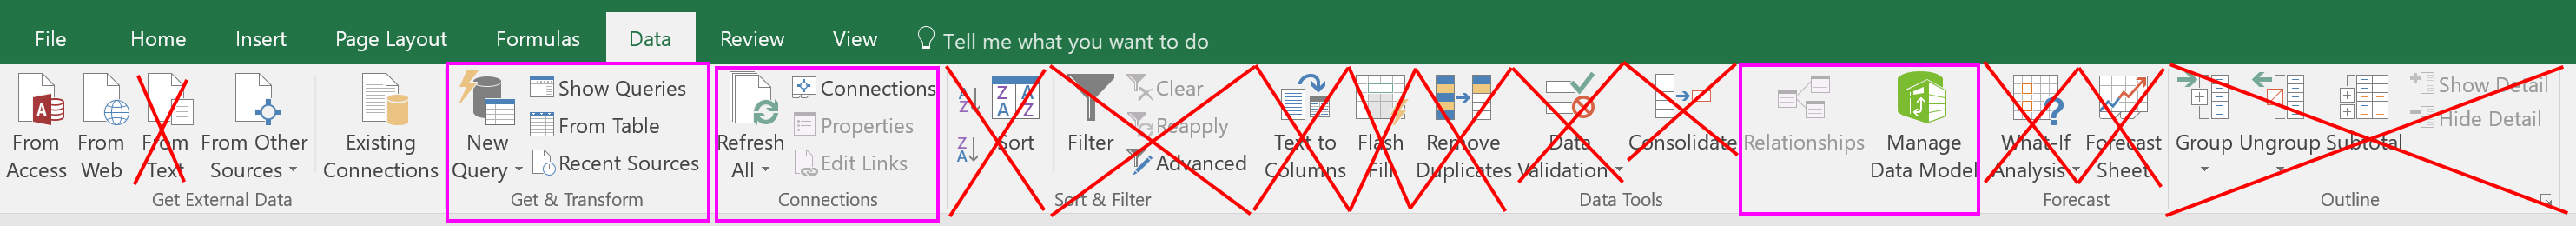 File Home Insert Page Layout Formulas Data Review View Tell me what you want to do
From Access
From Web
From Text
From Other Sources
Existing Connections
Get External Data
New Query
Show Queries
From Table
Recent Sources
Get & Transform
Refresh All
Connections
Properties
Edit Links
Connections
A Z
Z A
Z A A Z
Sort
Filter
Clear
Reapply
Advanced
Sort & Filter
Text to Columns
Flash Fill
Remove Duplicates
Data Validation
Consolidate
Relationships
Manage Data Model
Data Tools
What-If Analysis
Forecast Sheet
Forecast
Group
Ungroup
Subtotal
Show Detail
Hide Detail
Outline